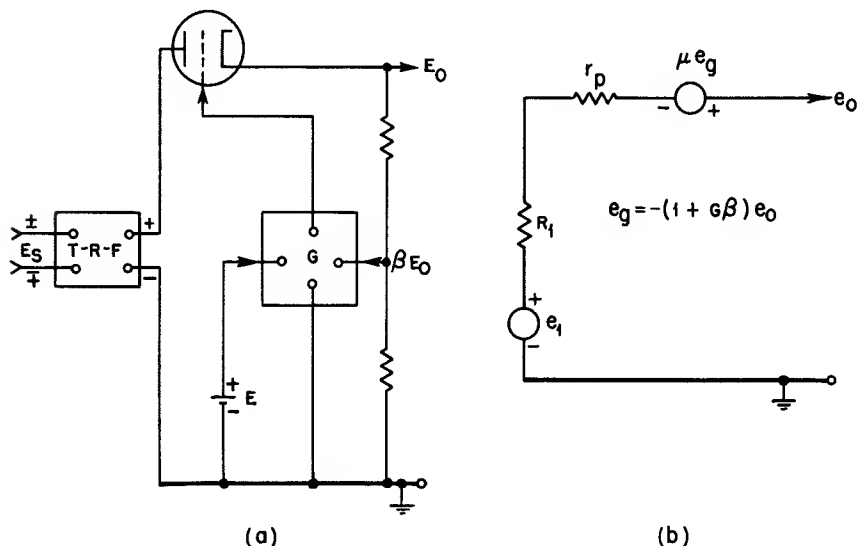 E₀
±
E_S
∓
T-R-F
+
−
G
βE₀
+
−
E
(a)
r_p
μe_g
−
+
e₀
R₁
e_g = −(1 + Gβ) e₀
+
e₁
−
(b)